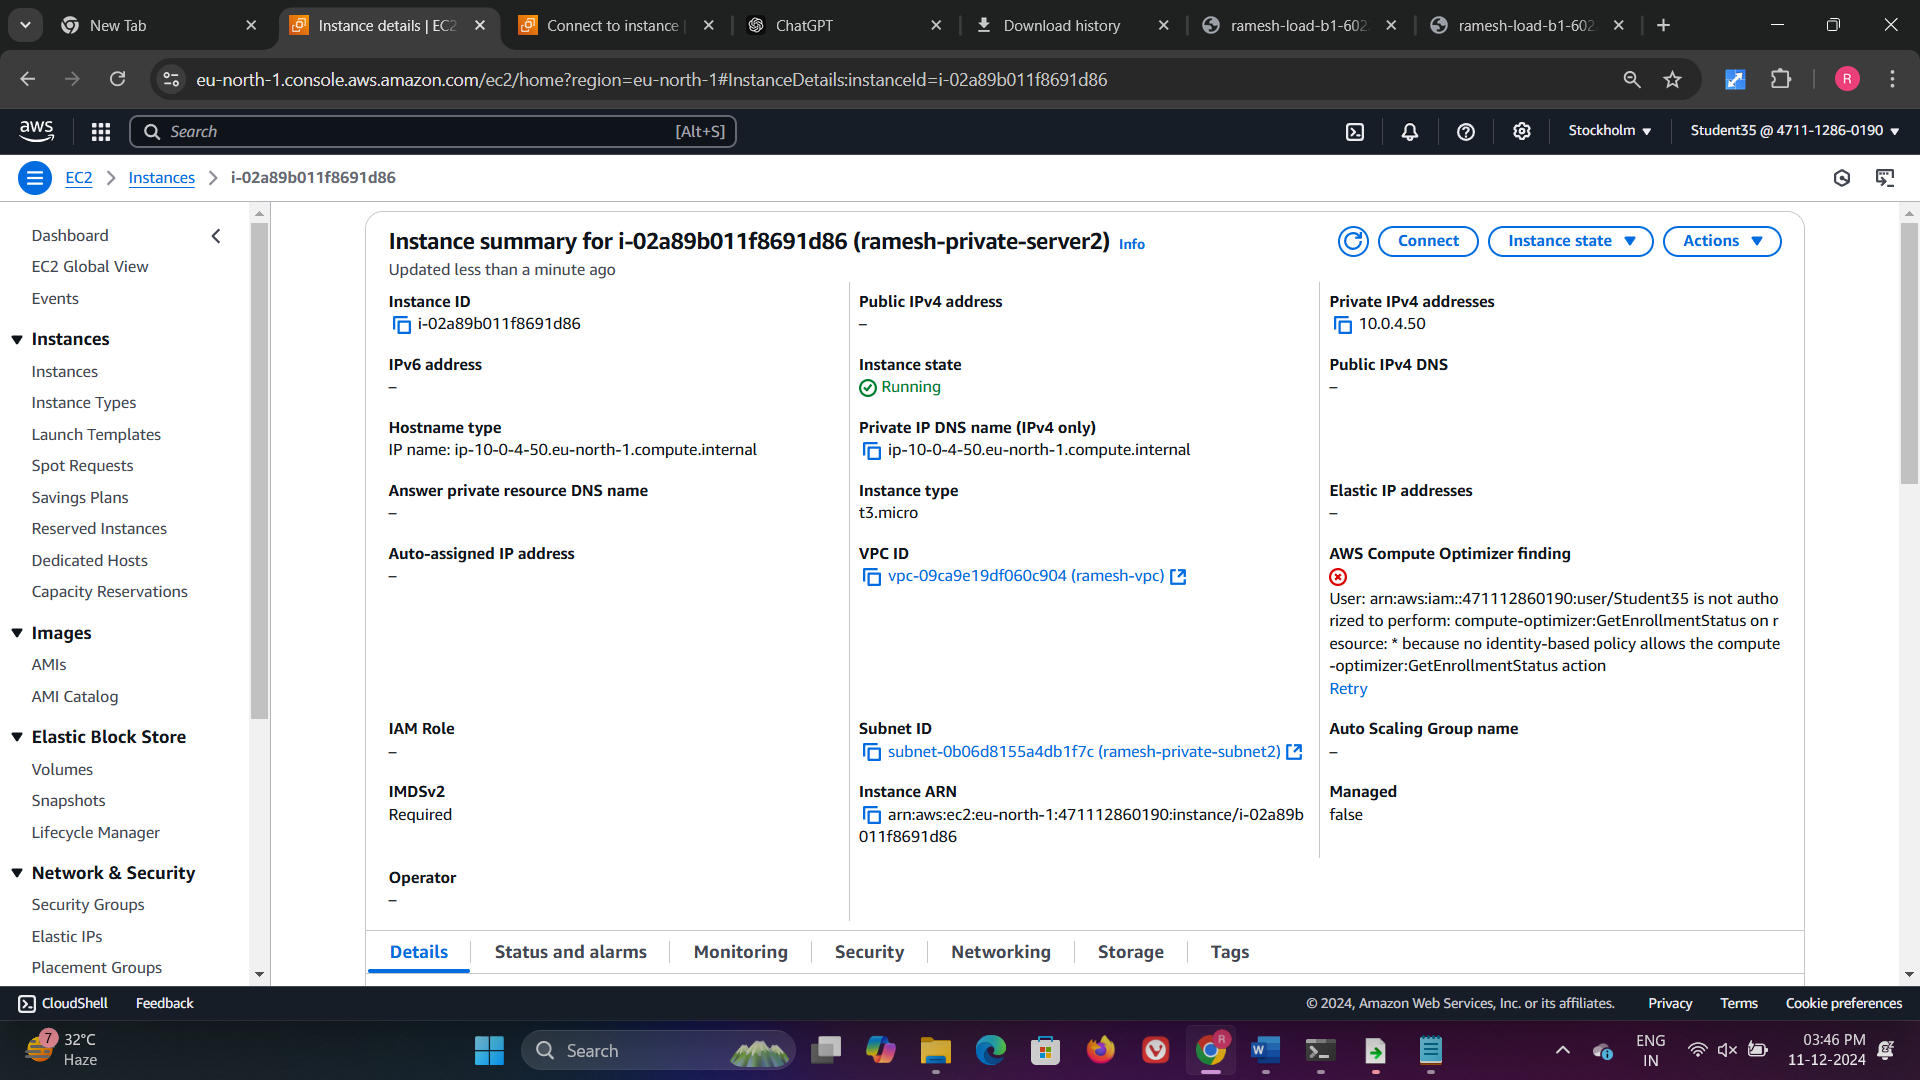 New Tab
Instance details | EC2
Connect to instance |
ChatGPT
Download history
ramesh-load-b1-602
ramesh-load-b1-602
eu-north-1.console.aws.amazon.com/ec2/home?region=eu-north-1#InstanceDetails:instanceId=i-02a89b011f8691d86
R
aws
Search
[Alt+S]
Stockholm
Student35 @ 4711-1286-0190
EC2
Instances
i-02a89b011f8691d86
Dashboard
EC2 Global View
Events
Instances
Instances
Instance Types
Launch Templates
Spot Requests
Savings Plans
Reserved Instances
Dedicated Hosts
Capacity Reservations
Images
AMIs
AMI Catalog
Elastic Block Store
Volumes
Snapshots
Lifecycle Manager
Network & Security
Security Groups
Elastic IPs
Placement Groups
Instance summary for i-02a89b011f8691d86 (ramesh-private-server2) Info
Updated less than a minute ago
Connect
Instance state
Actions
Instance ID
i-02a89b011f8691d86
Public IPv4 address
–
Private IPv4 addresses
10.0.4.50
IPv6 address
–
Instance state
Running
Public IPv4 DNS
–
Hostname type
IP name: ip-10-0-4-50.eu-north-1.compute.internal
Private IP DNS name (IPv4 only)
ip-10-0-4-50.eu-north-1.compute.internal
Answer private resource DNS name
–
Instance type
t3.micro
Elastic IP addresses
–
Auto-assigned IP address
–
VPC ID
vpc-09ca9e19df060c904 (ramesh-vpc)
AWS Compute Optimizer finding
User: arn:aws:iam::471112860190:user/Student35 is not autho
rized to perform: compute-optimizer:GetEnrollmentStatus on r
esource: * because no identity-based policy allows the compute
-optimizer:GetEnrollmentStatus action
Retry
IAM Role
–
Subnet ID
subnet-0b06d8155a4db1f7c (ramesh-private-subnet2)
Auto Scaling Group name
–
IMDSv2
Required
Instance ARN
arn:aws:ec2:eu-north-1:471112860190:instance/i-02a89b
011f8691d86
Managed
false
Operator
–
Details
Status and alarms
Monitoring
Security
Networking
Storage
Tags
CloudShell
Feedback
© 2024, Amazon Web Services, Inc. or its affiliates.
Privacy
Terms
Cookie preferences
7
32°C
Haze
Search
R
W
ENG
IN
03:46 PM
11-12-2024